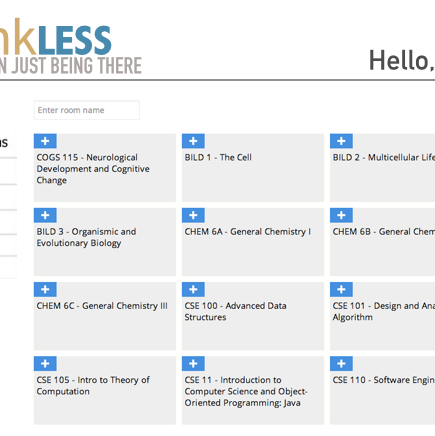 nkLESS
N JUST BEING THERE
Hello,
Enter room name
COGS 115 - Neurological
Development and Cognitive
Change
BILD 1 - The Cell
BILD 2 - Multicellular Life
BILD 3 - Organismic and
Evolutionary Biology
CHEM 6A - General Chemistry I
CHEM 6B - General Chem
CHEM 6C - General Chemistry III
CSE 100 - Advanced Data
Structures
CSE 101 - Design and Ana
Algorithm
CSE 105 - Intro to Theory of
Computation
CSE 11 - Introduction to
Computer Science and Object-
Oriented Programming: Java
CSE 110 - Software Engin